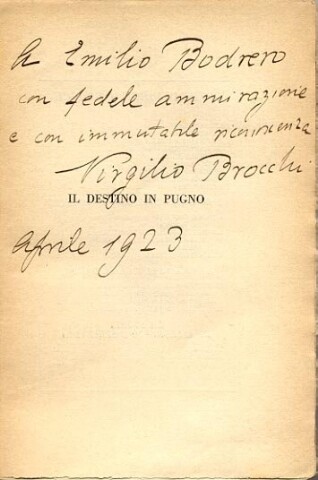 A Emilio Bodrero
con fedele ammirazione
e con immutabile riconoscenza
Virgilio Brocchi
IL DESTINO IN PUGNO
Aprile 1923